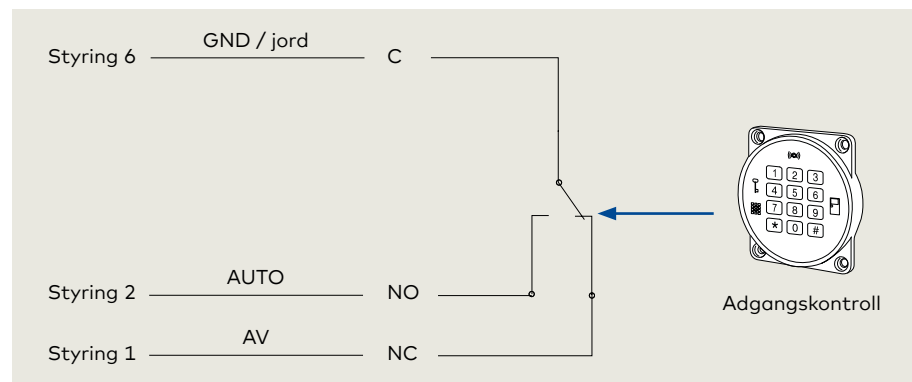 Styring 6 GND / jord C
1 2 3
4 5 6
7 8 9
* 0 #
Styring 2 AUTO NO
Adgangskontroll
Styring 1 AV NC